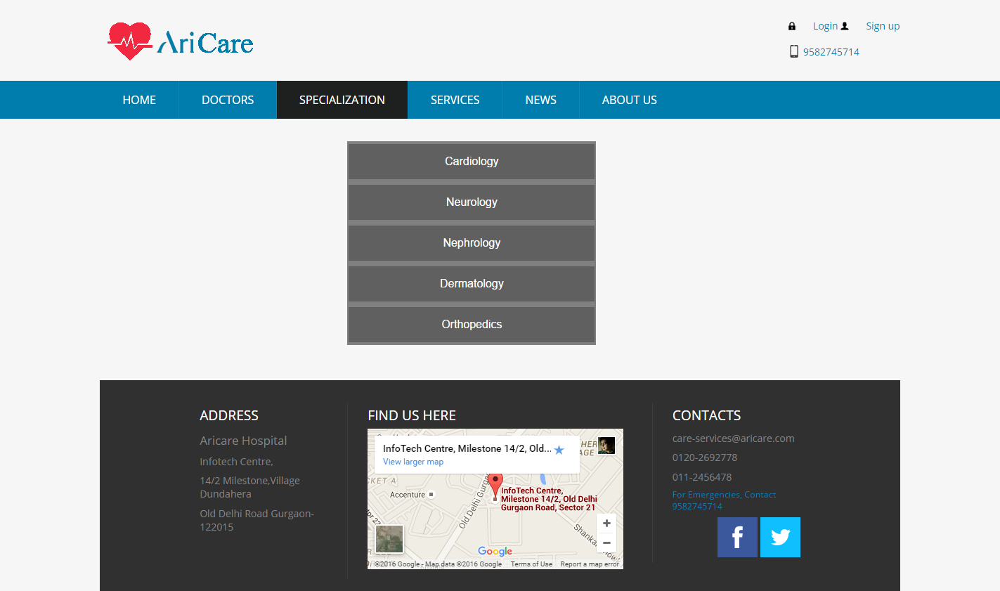 AriCare
Login
Sign up
9582745714
HOME
DOCTORS
SPECIALIZATION
SERVICES
NEWS
ABOUT US
Cardiology
Neurology
Nephrology
Dermatology
Orthopedics
ADDRESS
Aricare Hospital
Infotech Centre,
14/2 Milestone,Village
Dundahera
Old Delhi Road Gurgaon-
122015
FIND US HERE
InfoTech Centre, Milestone 14/2, Old...
View larger map
Accenture
InfoTech Centre,
Milestone 14/2, Old Delhi
Gurgaon Road, Sector 21
Old Delhi Gurga
Google
©2016 Google - Map data ©2016 Google
Terms of Use
Report a map error
CONTACTS
care-services@aricare.com
0120-2692778
011-2456478
For Emergencies, Contact
9582745714